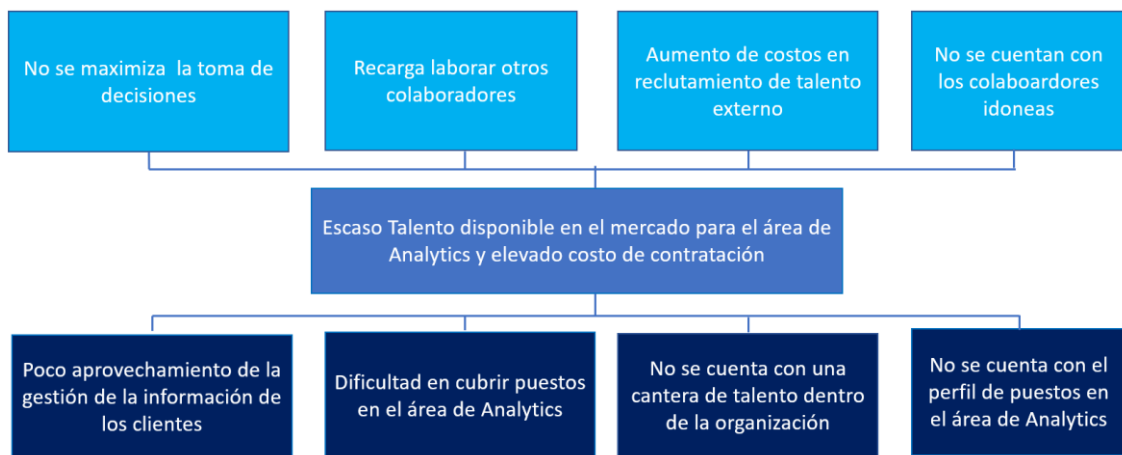 No se maximiza la toma de
decisiones
Recarga laborar otros
colaboradores
Aumento de costos en
reclutamiento de talento
externo
No se cuentan con
los colaboardores
idoneas
Escaso Talento disponible en el mercado para el área de
Analytics y elevado costo de contratación
Poco aprovechamiento de la
gestión de la información de
los clientes
Dificultad en cubrir puestos
en el área de Analytics
No se cuenta con una
cantera de talento dentro
de la organización
No se cuenta con el
perfil de puestos en
el área de Analytics